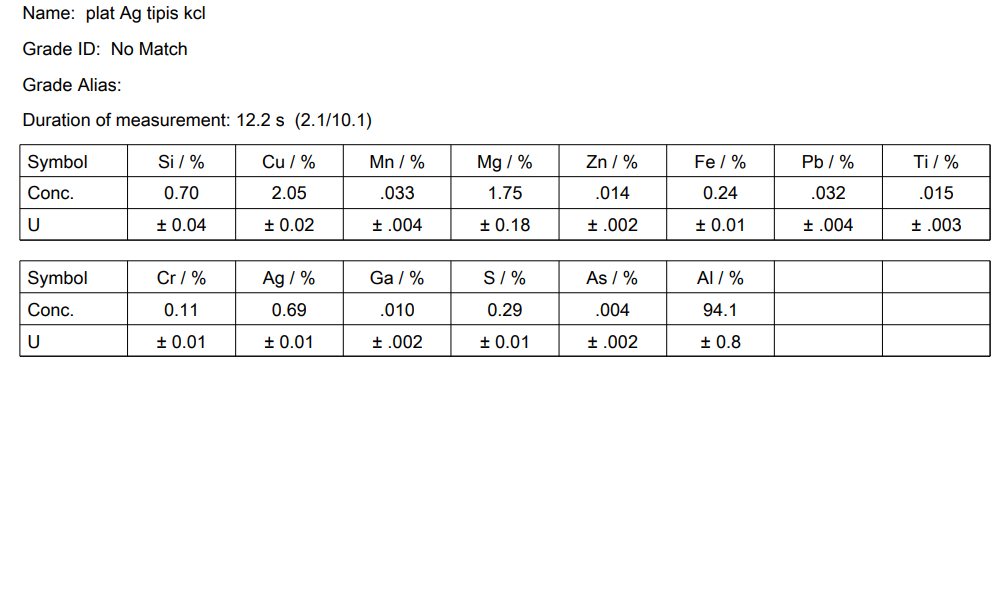 Name: plat Ag tipis kcl
Grade ID: No Match
Grade Alias:
Duration of measurement: 12.2 s (2.1/10.1)
Symbol Si / % Cu / % Mn / % Mg / % Zn / % Fe / % Pb / % Ti / %
Conc. 0.70 2.05 .033 1.75 .014 0.24 .032 .015
U ± 0.04 ± 0.02 ± .004 ± 0.18 ± .002 ± 0.01 ± .004 ± .003
Symbol Cr / % Ag / % Ga / % S / % As / % Al / %
Conc. 0.11 0.69 .010 0.29 .004 94.1
U ± 0.01 ± 0.01 ± .002 ± 0.01 ± .002 ± 0.8